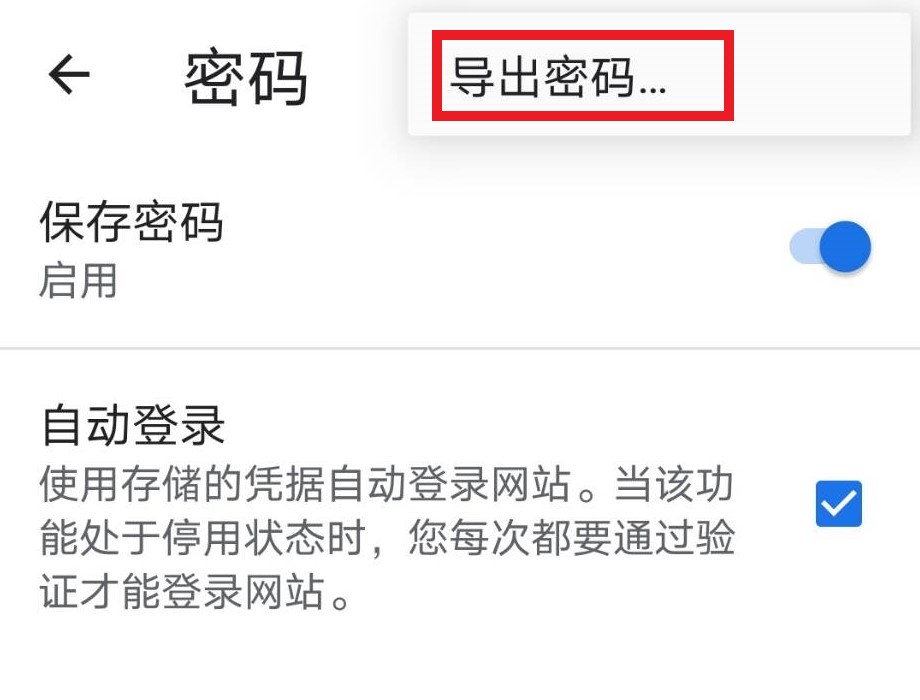 密码
导出密码...
保存密码
启用
自动登录
使用存储的凭据自动登录网站。当该功
能处于停用状态时，您每次都要通过验
证才能登录网站。